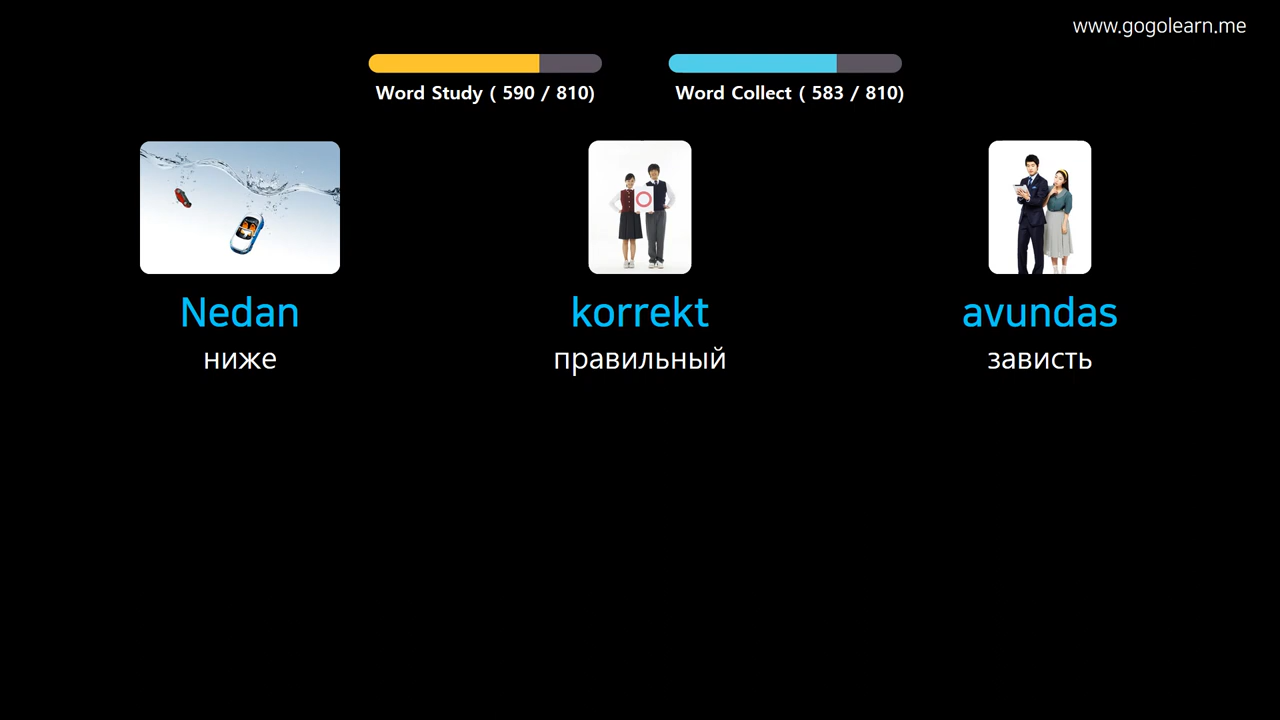 www.gogolearn.me
Word Study ( 590 / 810)
Word Collect ( 583 / 810)
Nedan
ниже
korrekt
правильный
avundas
зависть